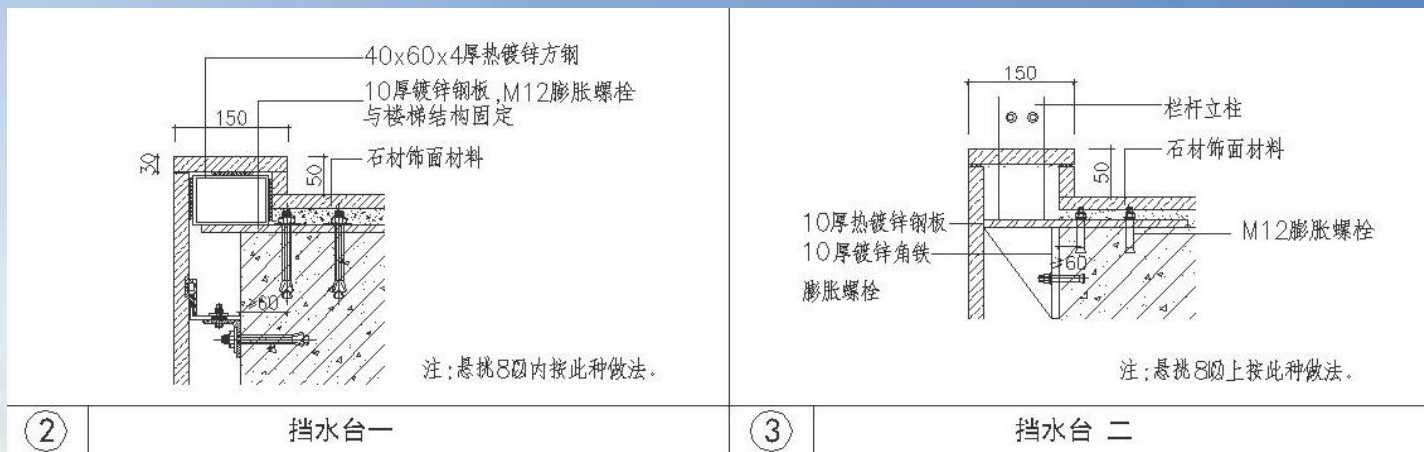 40x60x4厚热镀锌方钢
10厚镀锌钢板,M12膨胀螺栓
与楼梯结构固定
150
30
石材饰面材料
50
≥60
注:悬挑80以内按此种做法。
② 挡水台一
150
栏杆立柱
石材饰面材料
50
10厚热镀锌钢板
M12膨胀螺栓
10厚镀锌角铁
≥60
膨胀螺栓
注:悬挑80以上按此种做法。
③ 挡水台 二